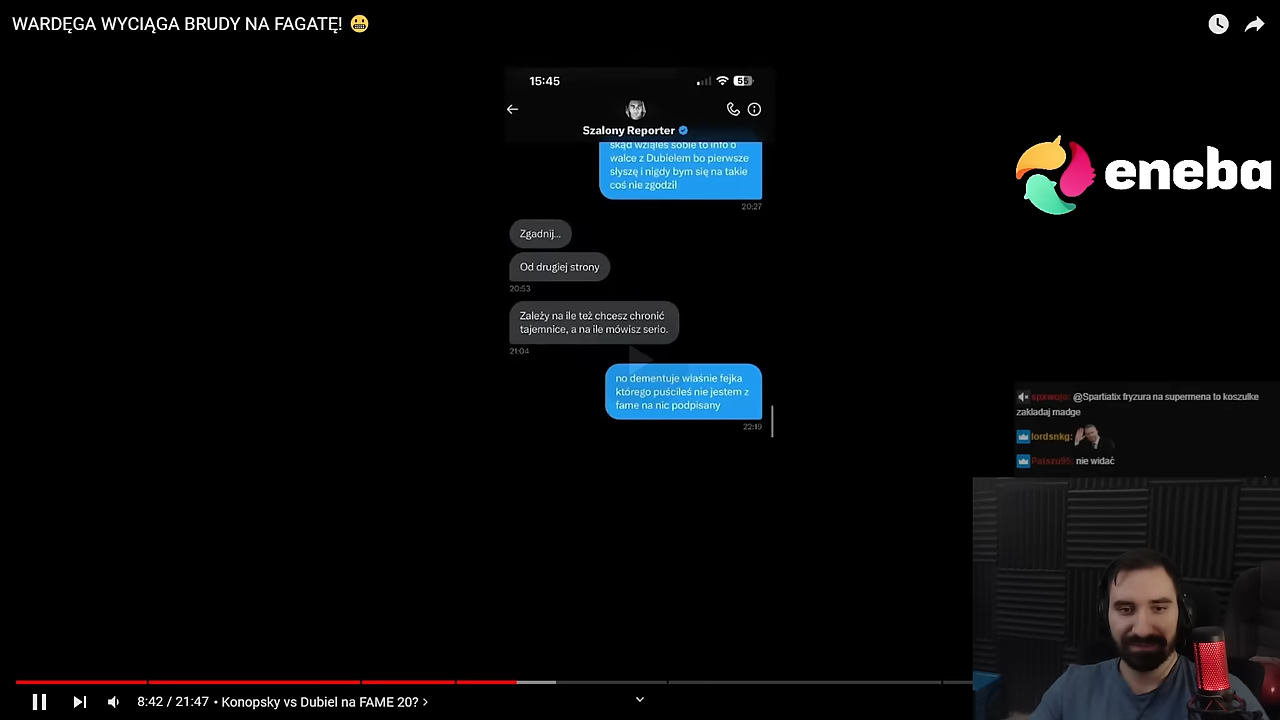 WARDĘGA WYCIĄGA BRUDY NA FAGATĘ! 😬
15:45
55
Szalony Reporter
skąd wziąłeś sobie to info o
walce z Dubielem bo pierwsze
słyszę i nigdy bym się na takie
coś nie zgodził
20:27
Zgadnij...
Od drugiej strony
20:53
Zależy na ile też chcesz chronić
tajemnice, a na ile mówisz serio.
21:04
no dementuje właśnie fejka
którego puściłeś nie jestem z
fame na nic podpisany
22:19
eneba
spxwojo: @Spartiatix fryzura na supermena to koszulke
zakladaj madge
lordsnkg:
Patszu95: nie widać
8:42 / 21:47 • Konopsky vs Dubiel na FAME 20? ›